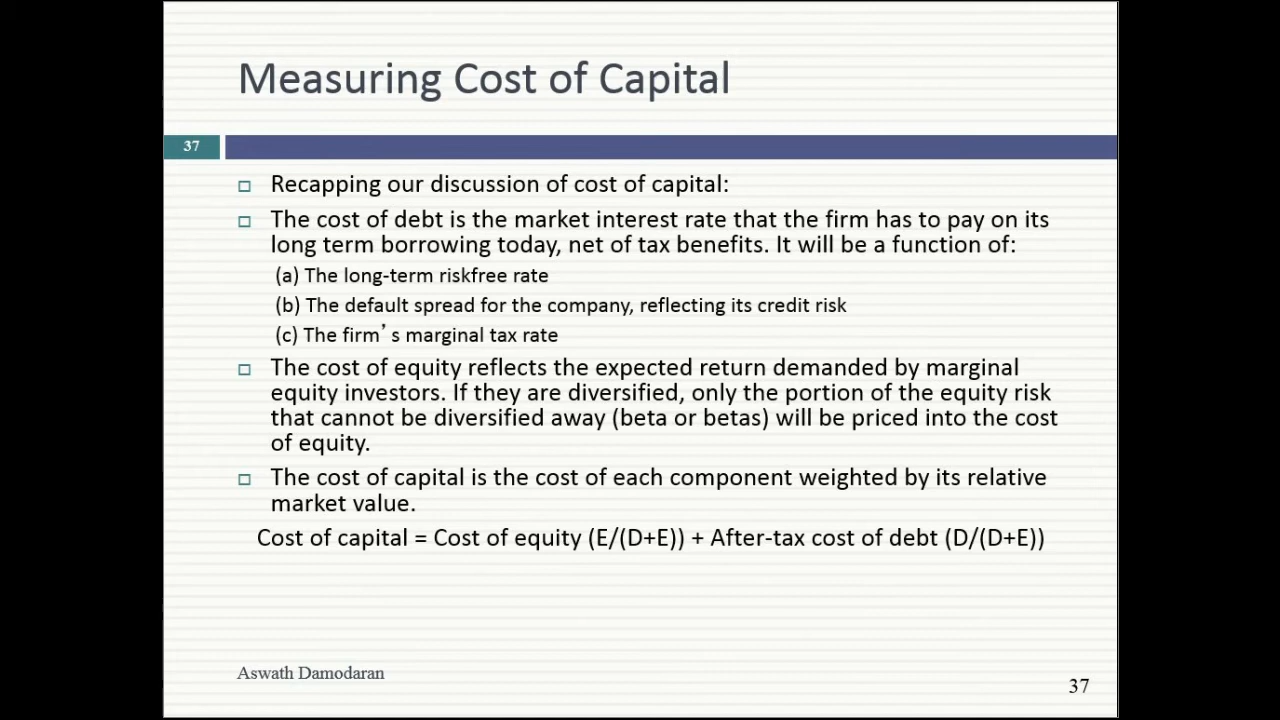 Measuring Cost of Capital
37
Recapping our discussion of cost of capital:
The cost of debt is the market interest rate that the firm has to pay on its
long term borrowing today, net of tax benefits. It will be a function of:
(a) The long-term riskfree rate
(b) The default spread for the company, reflecting its credit risk
(c) The firm’s marginal tax rate
The cost of equity reflects the expected return demanded by marginal
equity investors. If they are diversified, only the portion of the equity risk
that cannot be diversified away (beta or betas) will be priced into the cost
of equity.
The cost of capital is the cost of each component weighted by its relative
market value.
Cost of capital = Cost of equity (E/(D+E)) + After-tax cost of debt (D/(D+E))
Aswath Damodaran
37